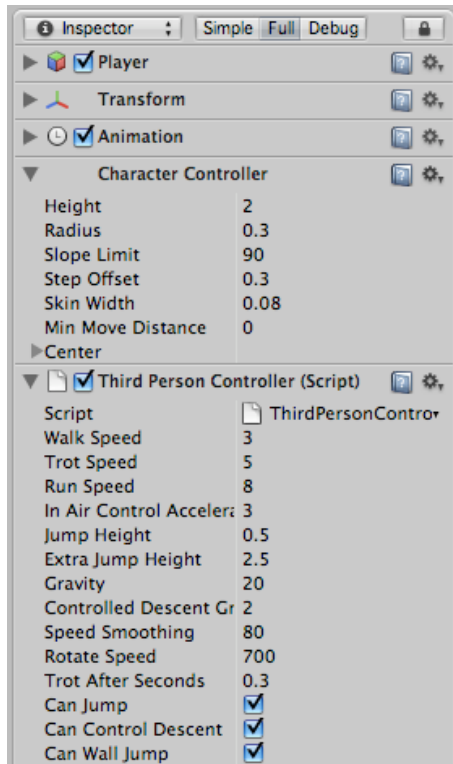 Inspector Simple Full Debug
Player
Transform
Animation
Character Controller
Height 2
Radius 0.3
Slope Limit 90
Step Offset 0.3
Skin Width 0.08
Min Move Distance 0
Center
Third Person Controller (Script)
Script ThirdPersonContro
Walk Speed 3
Trot Speed 5
Run Speed 8
In Air Control Accelera 3
Jump Height 0.5
Extra Jump Height 2.5
Gravity 20
Controlled Descent Gr 2
Speed Smoothing 80
Rotate Speed 700
Trot After Seconds 0.3
Can Jump
Can Control Descent
Can Wall Jump